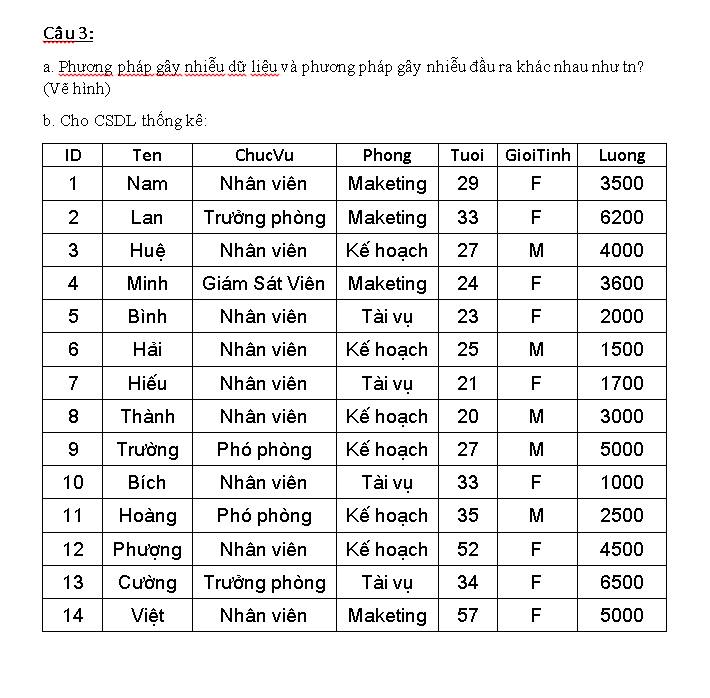 Câu 3:
a. Phương pháp gây nhiễu dữ liệu và phương pháp gây nhiễu đầu ra khác nhau như tn?
(Vẽ hình)
b. Cho CSDL thống kê:
ID Ten ChucVu Phong Tuoi GioiTinh Luong
1 Nam Nhân viên Maketing 29 F 3500
2 Lan Trưởng phòng Maketing 33 F 6200
3 Huệ Nhân viên Kế hoạch 27 M 4000
4 Minh Giám Sát Viên Maketing 24 F 3600
5 Bình Nhân viên Tài vụ 23 F 2000
6 Hải Nhân viên Kế hoạch 25 M 1500
7 Hiếu Nhân viên Tài vụ 21 F 1700
8 Thành Nhân viên Kế hoạch 20 M 3000
9 Trường Phó phòng Kế hoạch 27 M 5000
10 Bích Nhân viên Tài vụ 33 F 1000
11 Hoàng Phó phòng Kế hoạch 35 M 2500
12 Phượng Nhân viên Kế hoạch 52 F 4500
13 Cường Trưởng phòng Tài vụ 34 F 6500
14 Việt Nhân viên Maketing 57 F 5000